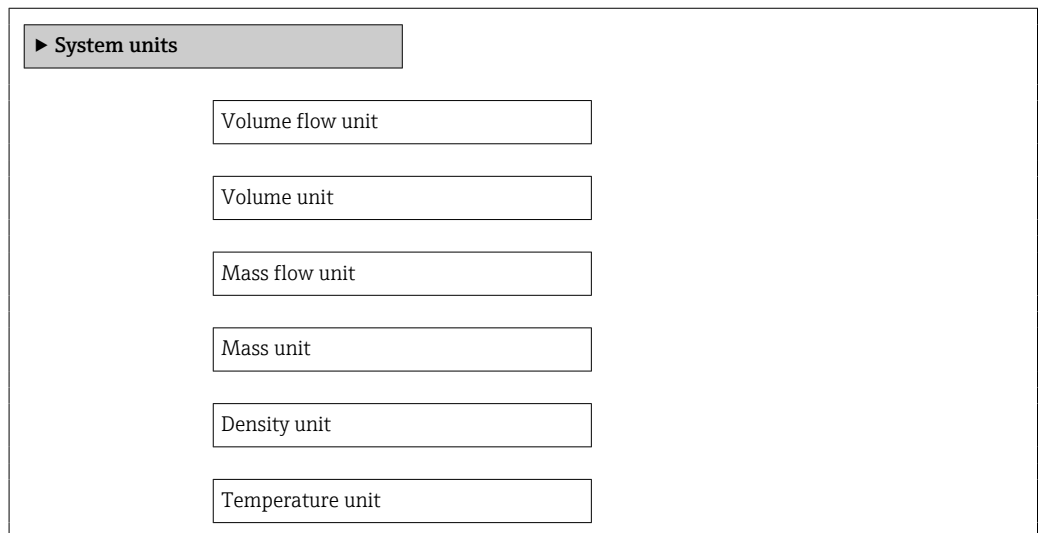 ▶ System units
Volume flow unit
Volume unit
Mass flow unit
Mass unit
Density unit
Temperature unit